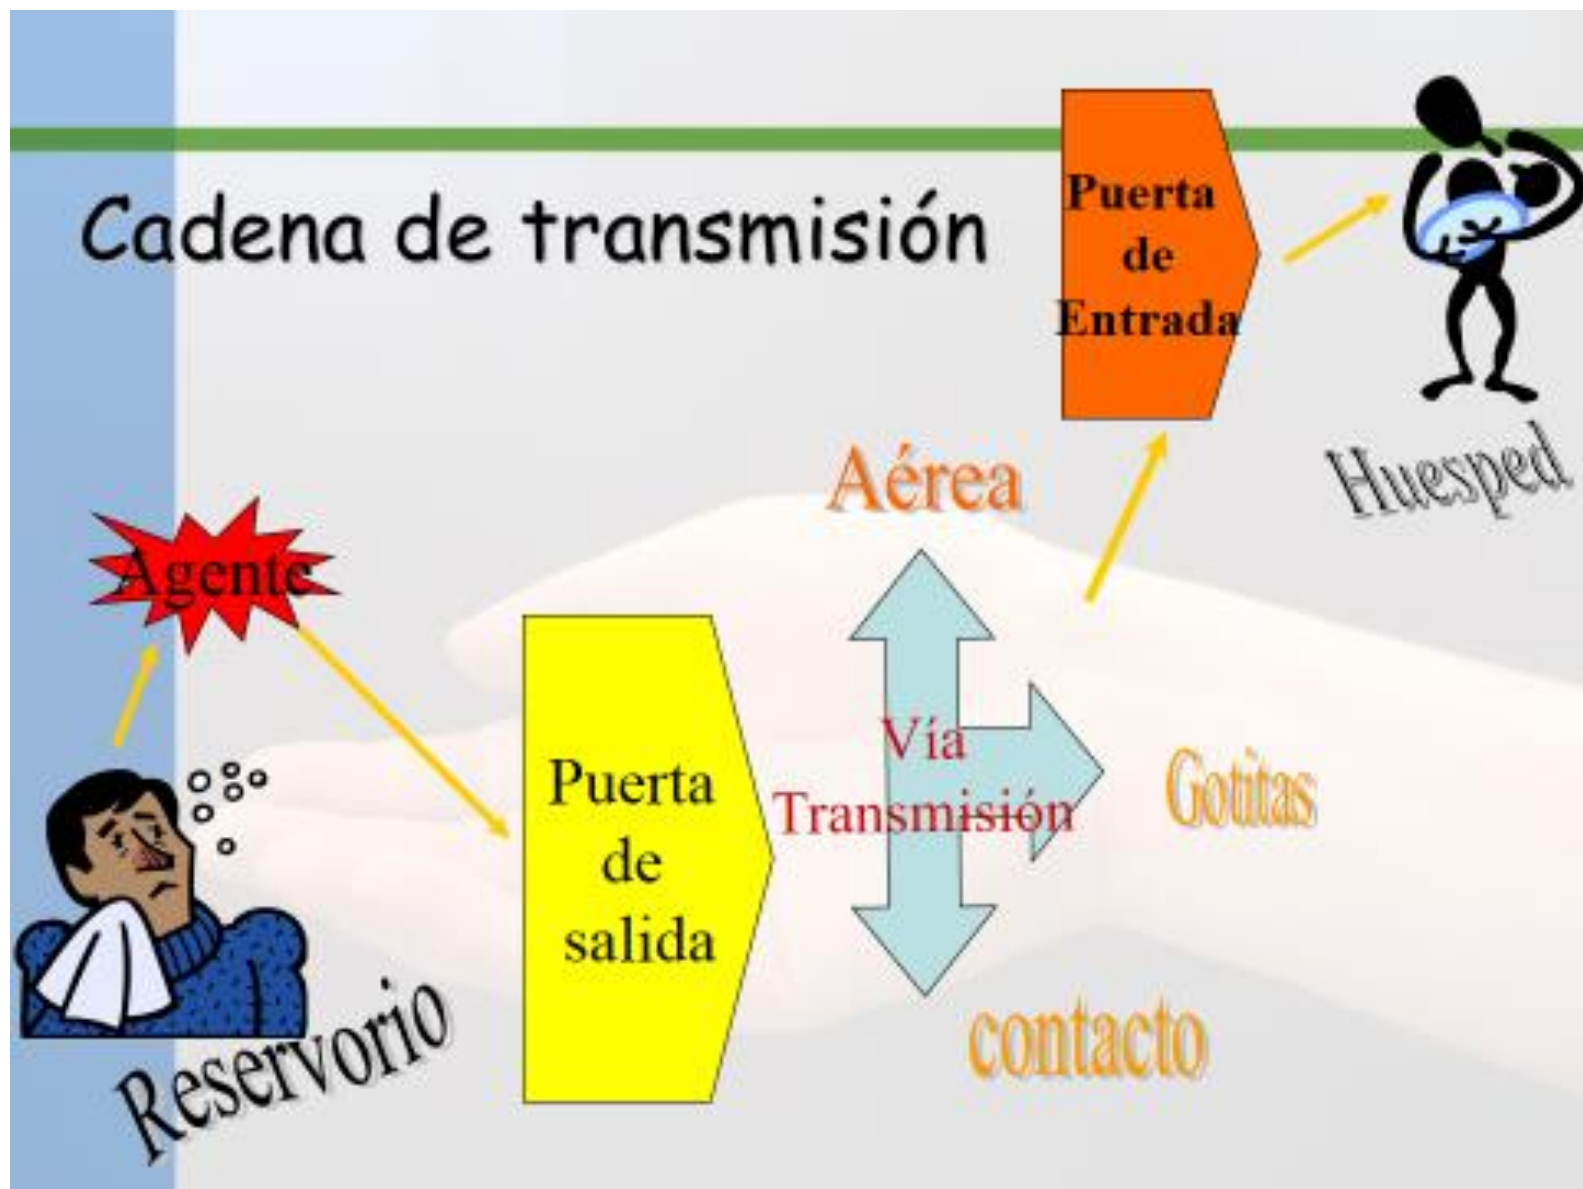 Cadena de transmisión
Puerta
de
Entrada
Huesped
Aérea
Agente
Vía
Transmisión
Gotitas
Puerta
de
salida
contacto
Reservorio